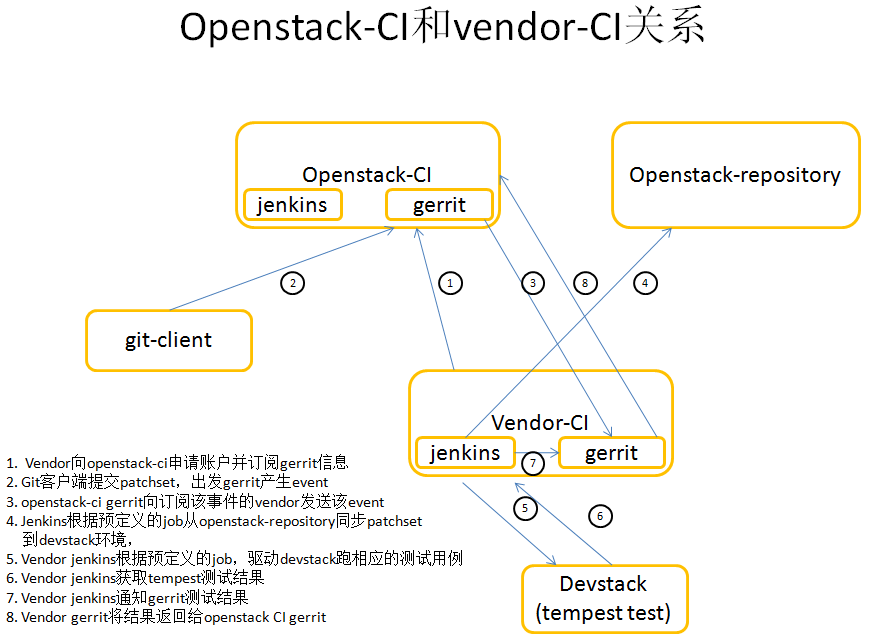 Openstack-CI和vendor-CI关系
Openstack-CI
jenkins
gerrit
Openstack-repository
2
1
3
8
4
git-client
Vendor-CI
jenkins
gerrit
7
5
6
Devstack
(tempest test)
1. Vendor向openstack-ci申请账户并订阅gerrit信息
2. Git客户端提交patchset，出发gerrit产生event
3. openstack-ci gerrit向订阅该事件的vendor发送该event
4. Jenkins根据预定义的job从openstack-repository同步patchset
到devstack环境，
5. Vendor jenkins根据预定义的job，驱动devstack跑相应的测试用例
6. Vendor jenkins获取tempest测试结果
7. Vendor jenkins通知gerrit测试结果
8. Vendor gerrit将结果返回给openstack CI gerrit